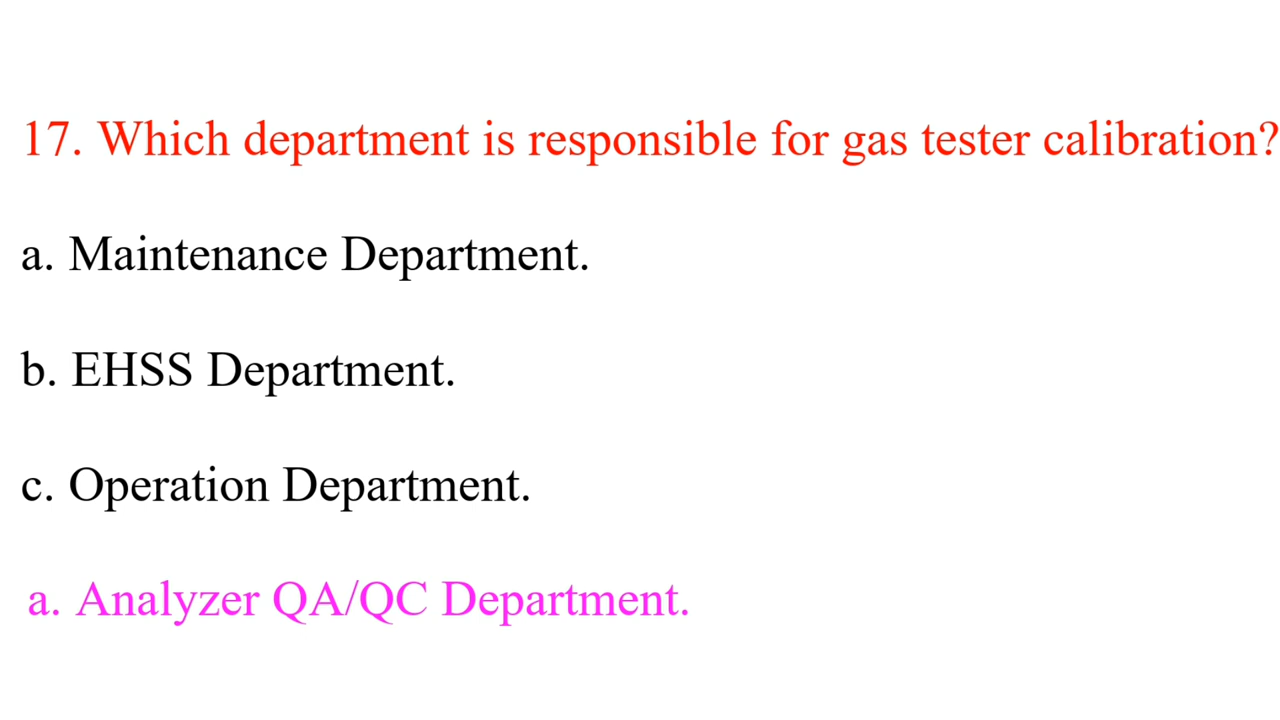 17. Which department is responsible for gas tester calibration?
a. Maintenance Department.
b. EHSS Department.
c. Operation Department.
a. Analyzer QA/QC Department.